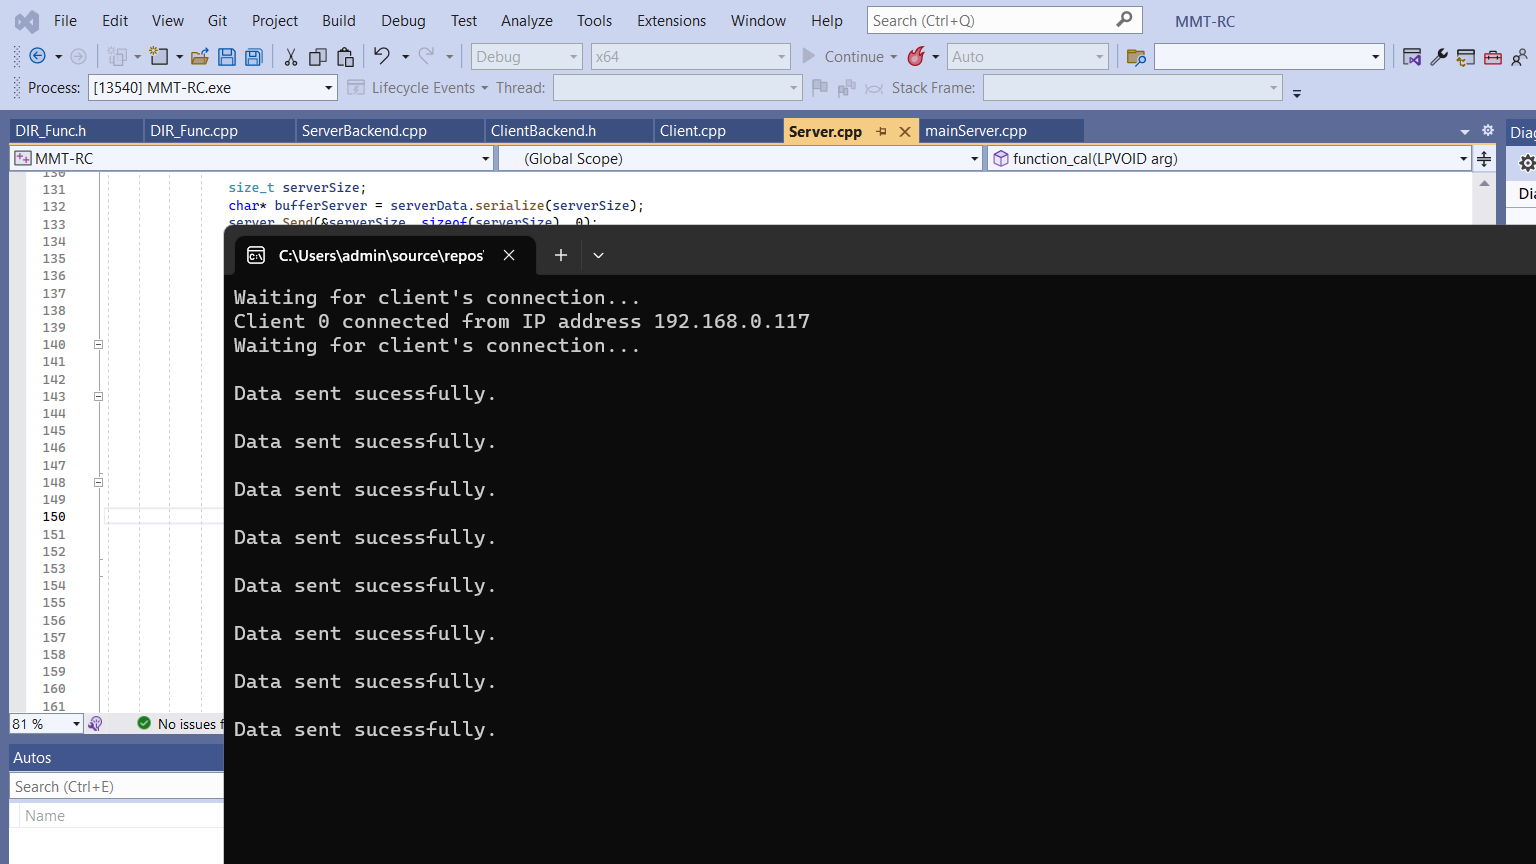 File Edit View Git Project Build Debug Test Analyze Tools Extensions Window Help Search (Ctrl+Q) MMT-RC
Debug x64 Continue Auto
Process: [13540] MMT-RC.exe Lifecycle Events Thread: Stack Frame:
DIR_Func.h DIR_Func.cpp ServerBackend.cpp ClientBackend.h Client.cpp Server.cpp mainServer.cpp Diag
MMT-RC (Global Scope) function_cal(LPVOID arg)
Dia
130
131 size_t serverSize;
132 char* bufferServer = serverData.serialize(serverSize);
133 server.Send(&serverSize, sizeof(serverSize), 0);
134
135
136
137
138
139
140
141
142
143
144
145
146
147
148
149
150
151
152
153
154
155
156
157
158
159
160
161
C:\Users\admin\source\repos\
Waiting for client's connection...
Client 0 connected from IP address 192.168.0.117
Waiting for client's connection...
Data sent sucessfully.
Data sent sucessfully.
Data sent sucessfully.
Data sent sucessfully.
Data sent sucessfully.
Data sent sucessfully.
Data sent sucessfully.
Data sent sucessfully.
81 % No issues f
Autos
Search (Ctrl+E)
Name